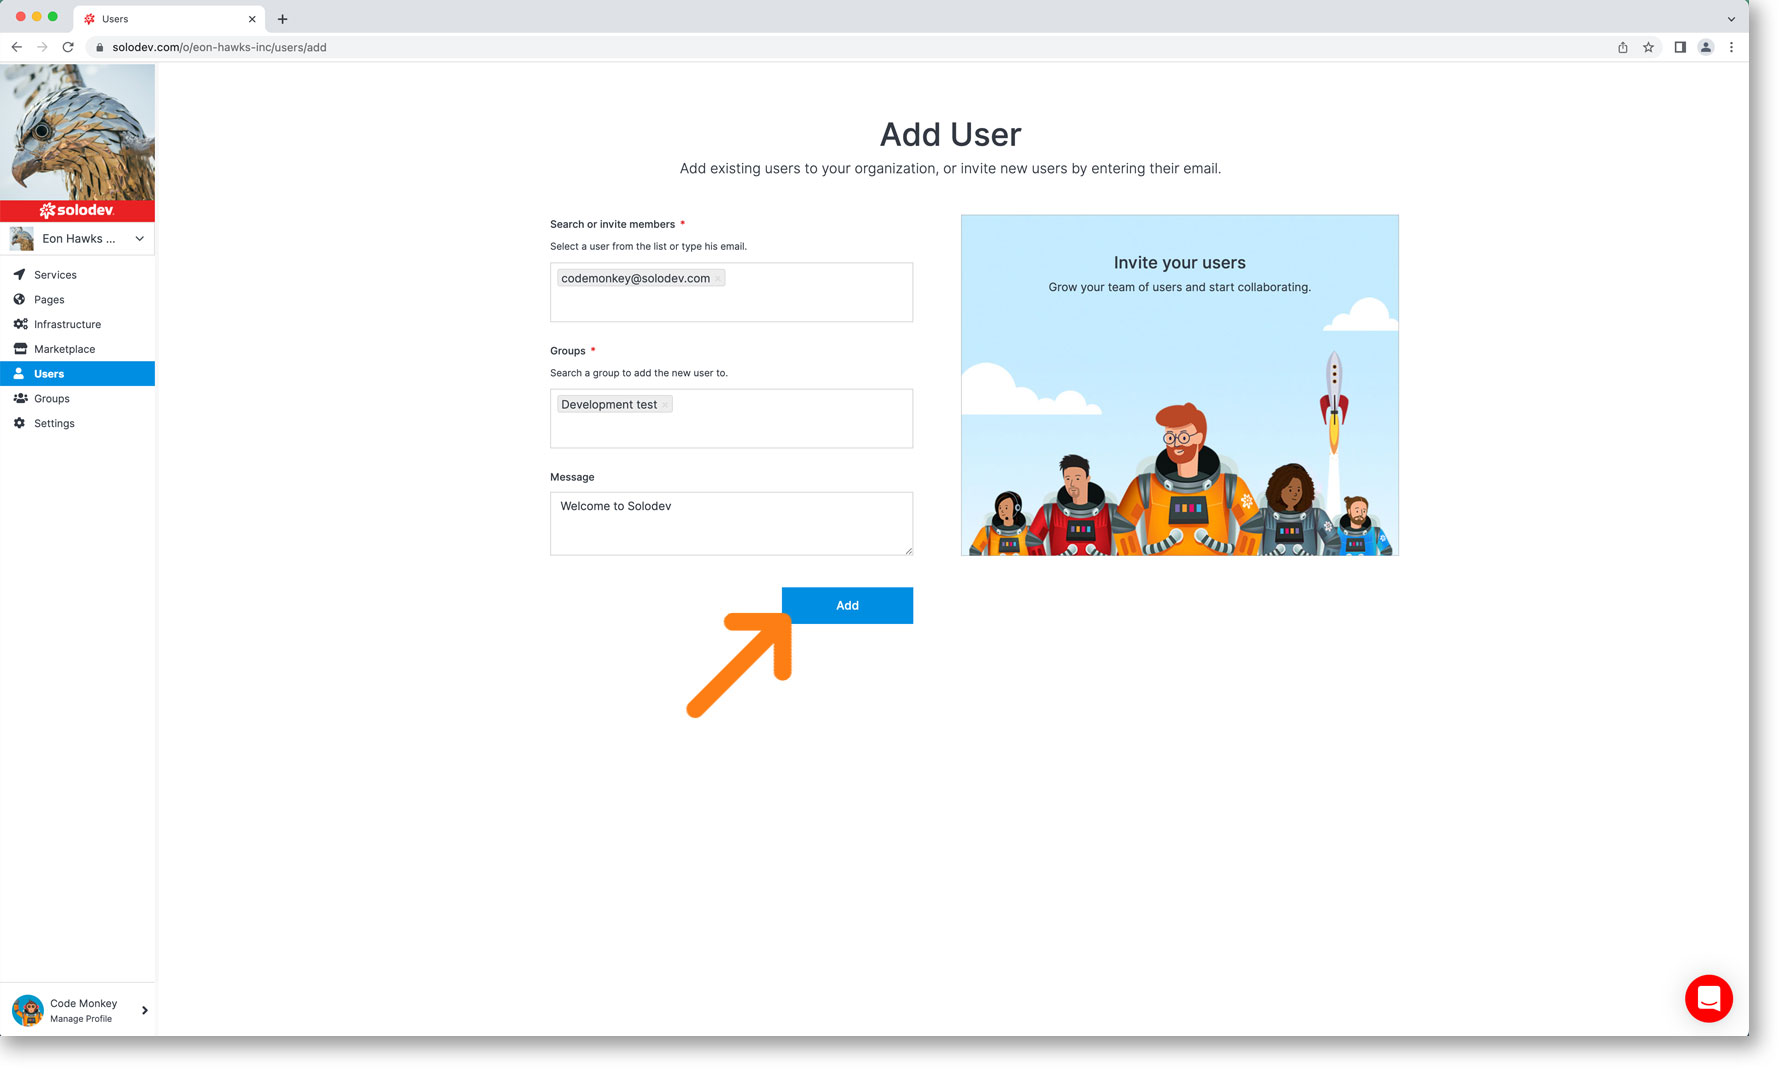 Users
solodev.com/o/eon-hawks-inc/users/add
solodev
Eon Hawks ...
Services
Pages
Infrastructure
Marketplace
Users
Groups
Settings
Code Monkey
Manage Profile
Add User
Add existing users to your organization, or invite new users by entering their email.
Search or invite members *
Select a user from the list or type his email.
codemonkey@solodev.com ×
Groups *
Search a group to add the new user to.
Development test ×
Message
Welcome to Solodev
Add
Invite your users
Grow your team of users and start collaborating.